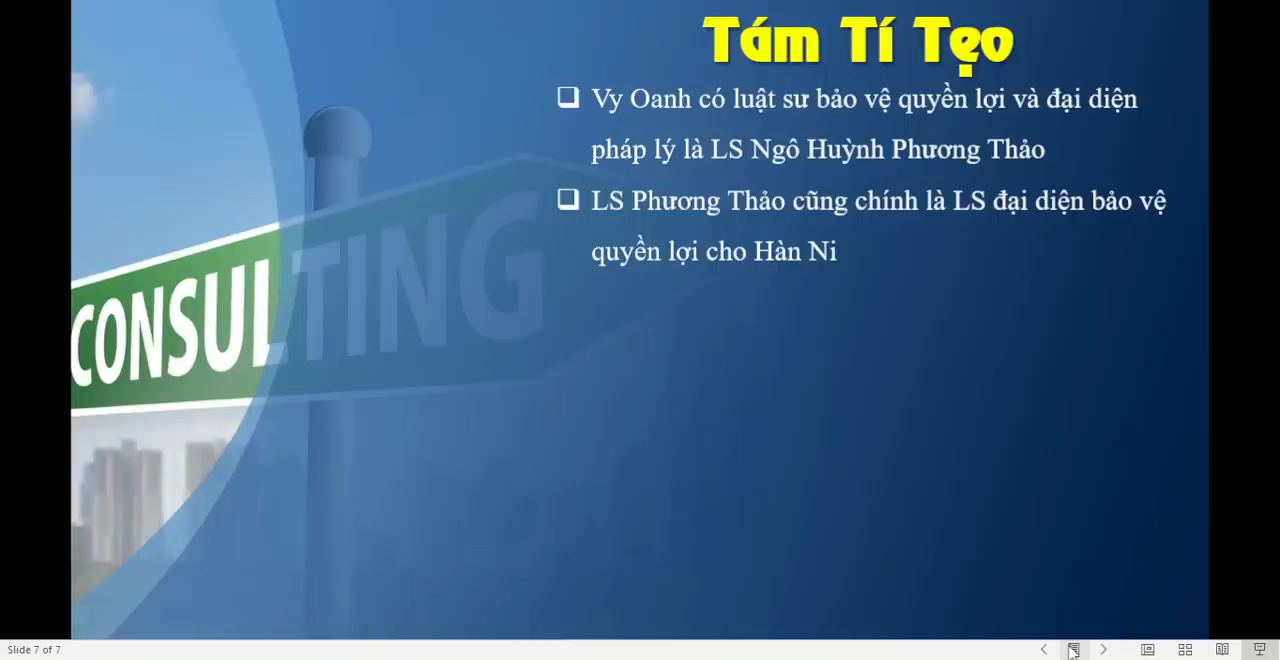 Tám Tí Tẹo
❑ Vy Oanh có luật sư bảo vệ quyền lợi và đại diện
pháp lý là LS Ngô Huỳnh Phương Thảo
❑ LS Phương Thảo cũng chính là LS đại diện bảo vệ
quyền lợi cho Hàn Ni
CONSULTING
Slide 7 of 7